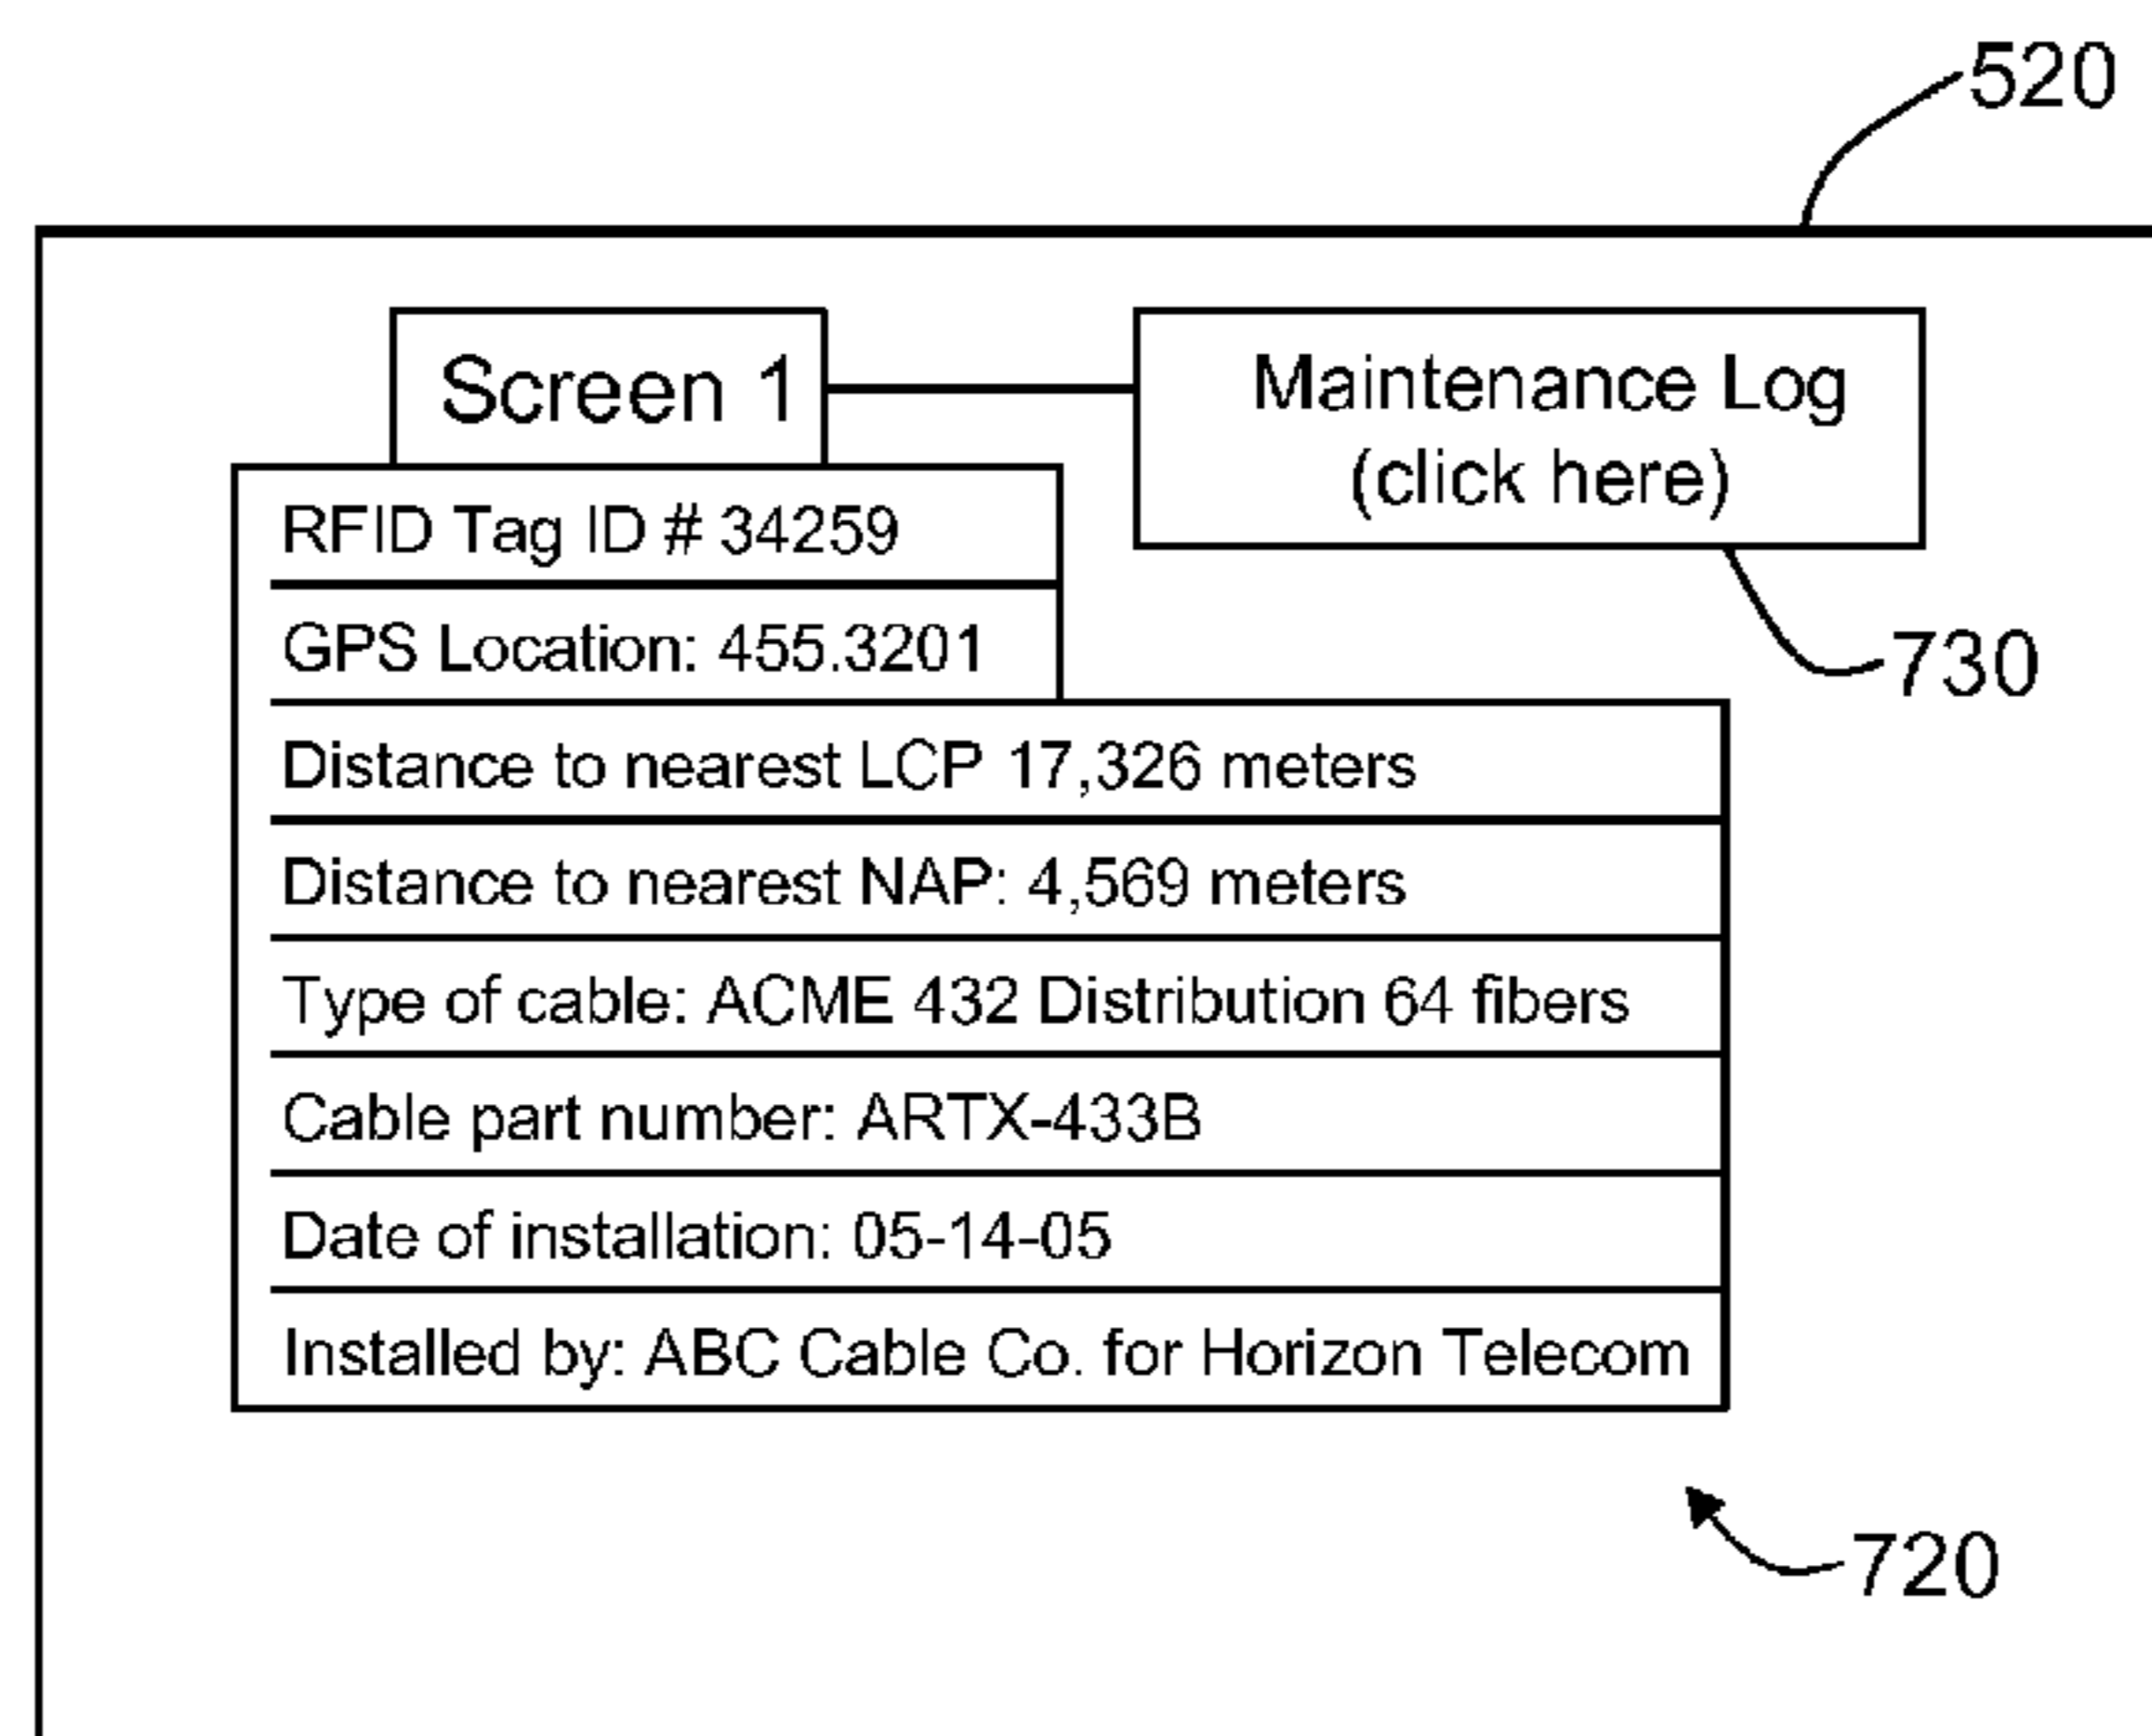 520
Screen 1
Maintenance Log
(click here)
RFID Tag ID # 34259
GPS Location: 455.3201
730
Distance to nearest LCP 17,326 meters
Distance to nearest NAP: 4,569 meters
Type of cable: ACME 432 Distribution 64 fibers
Cable part number: ARTX-433B
Date of installation: 05-14-05
Installed by: ABC Cable Co. for Horizon Telecom
720